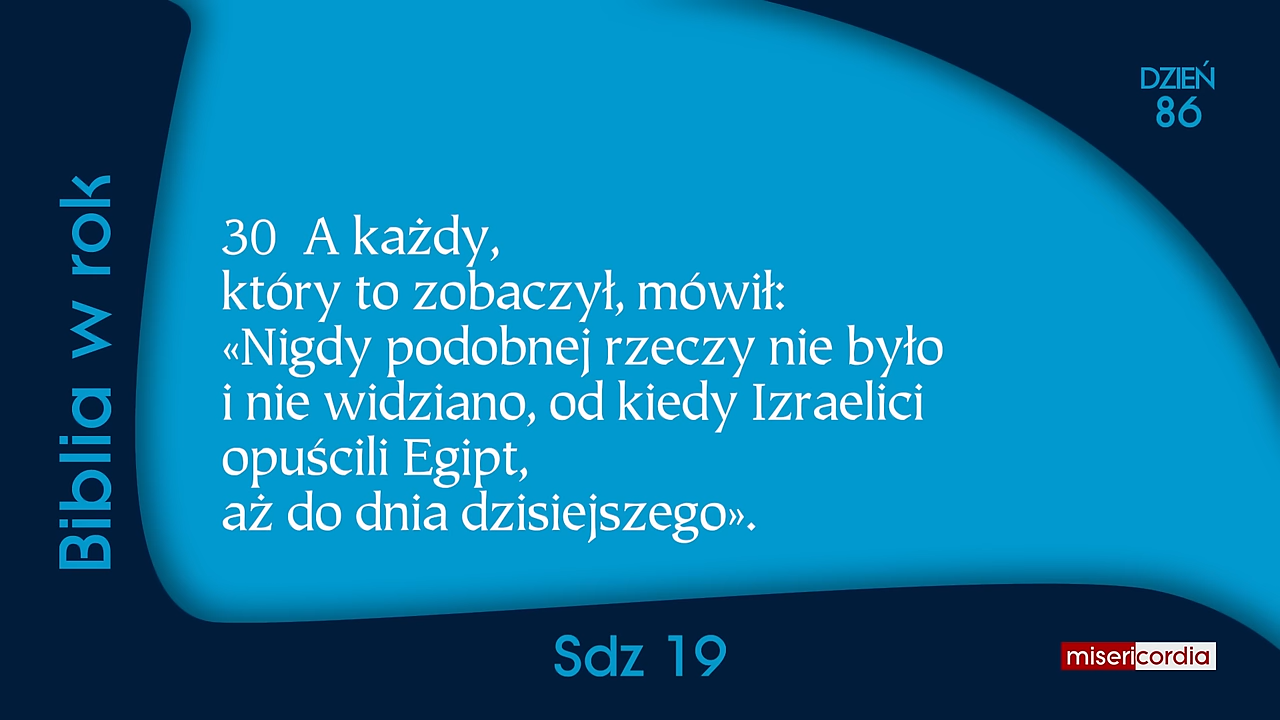 DZIEŃ
86
Biblia w rok
30 A każdy,
który to zobaczył, mówił:
«Nigdy podobnej rzeczy nie było
i nie widziano, od kiedy Izraelici
opuścili Egipt,
aż do dnia dzisiejszego».
Sdz 19
misericordia